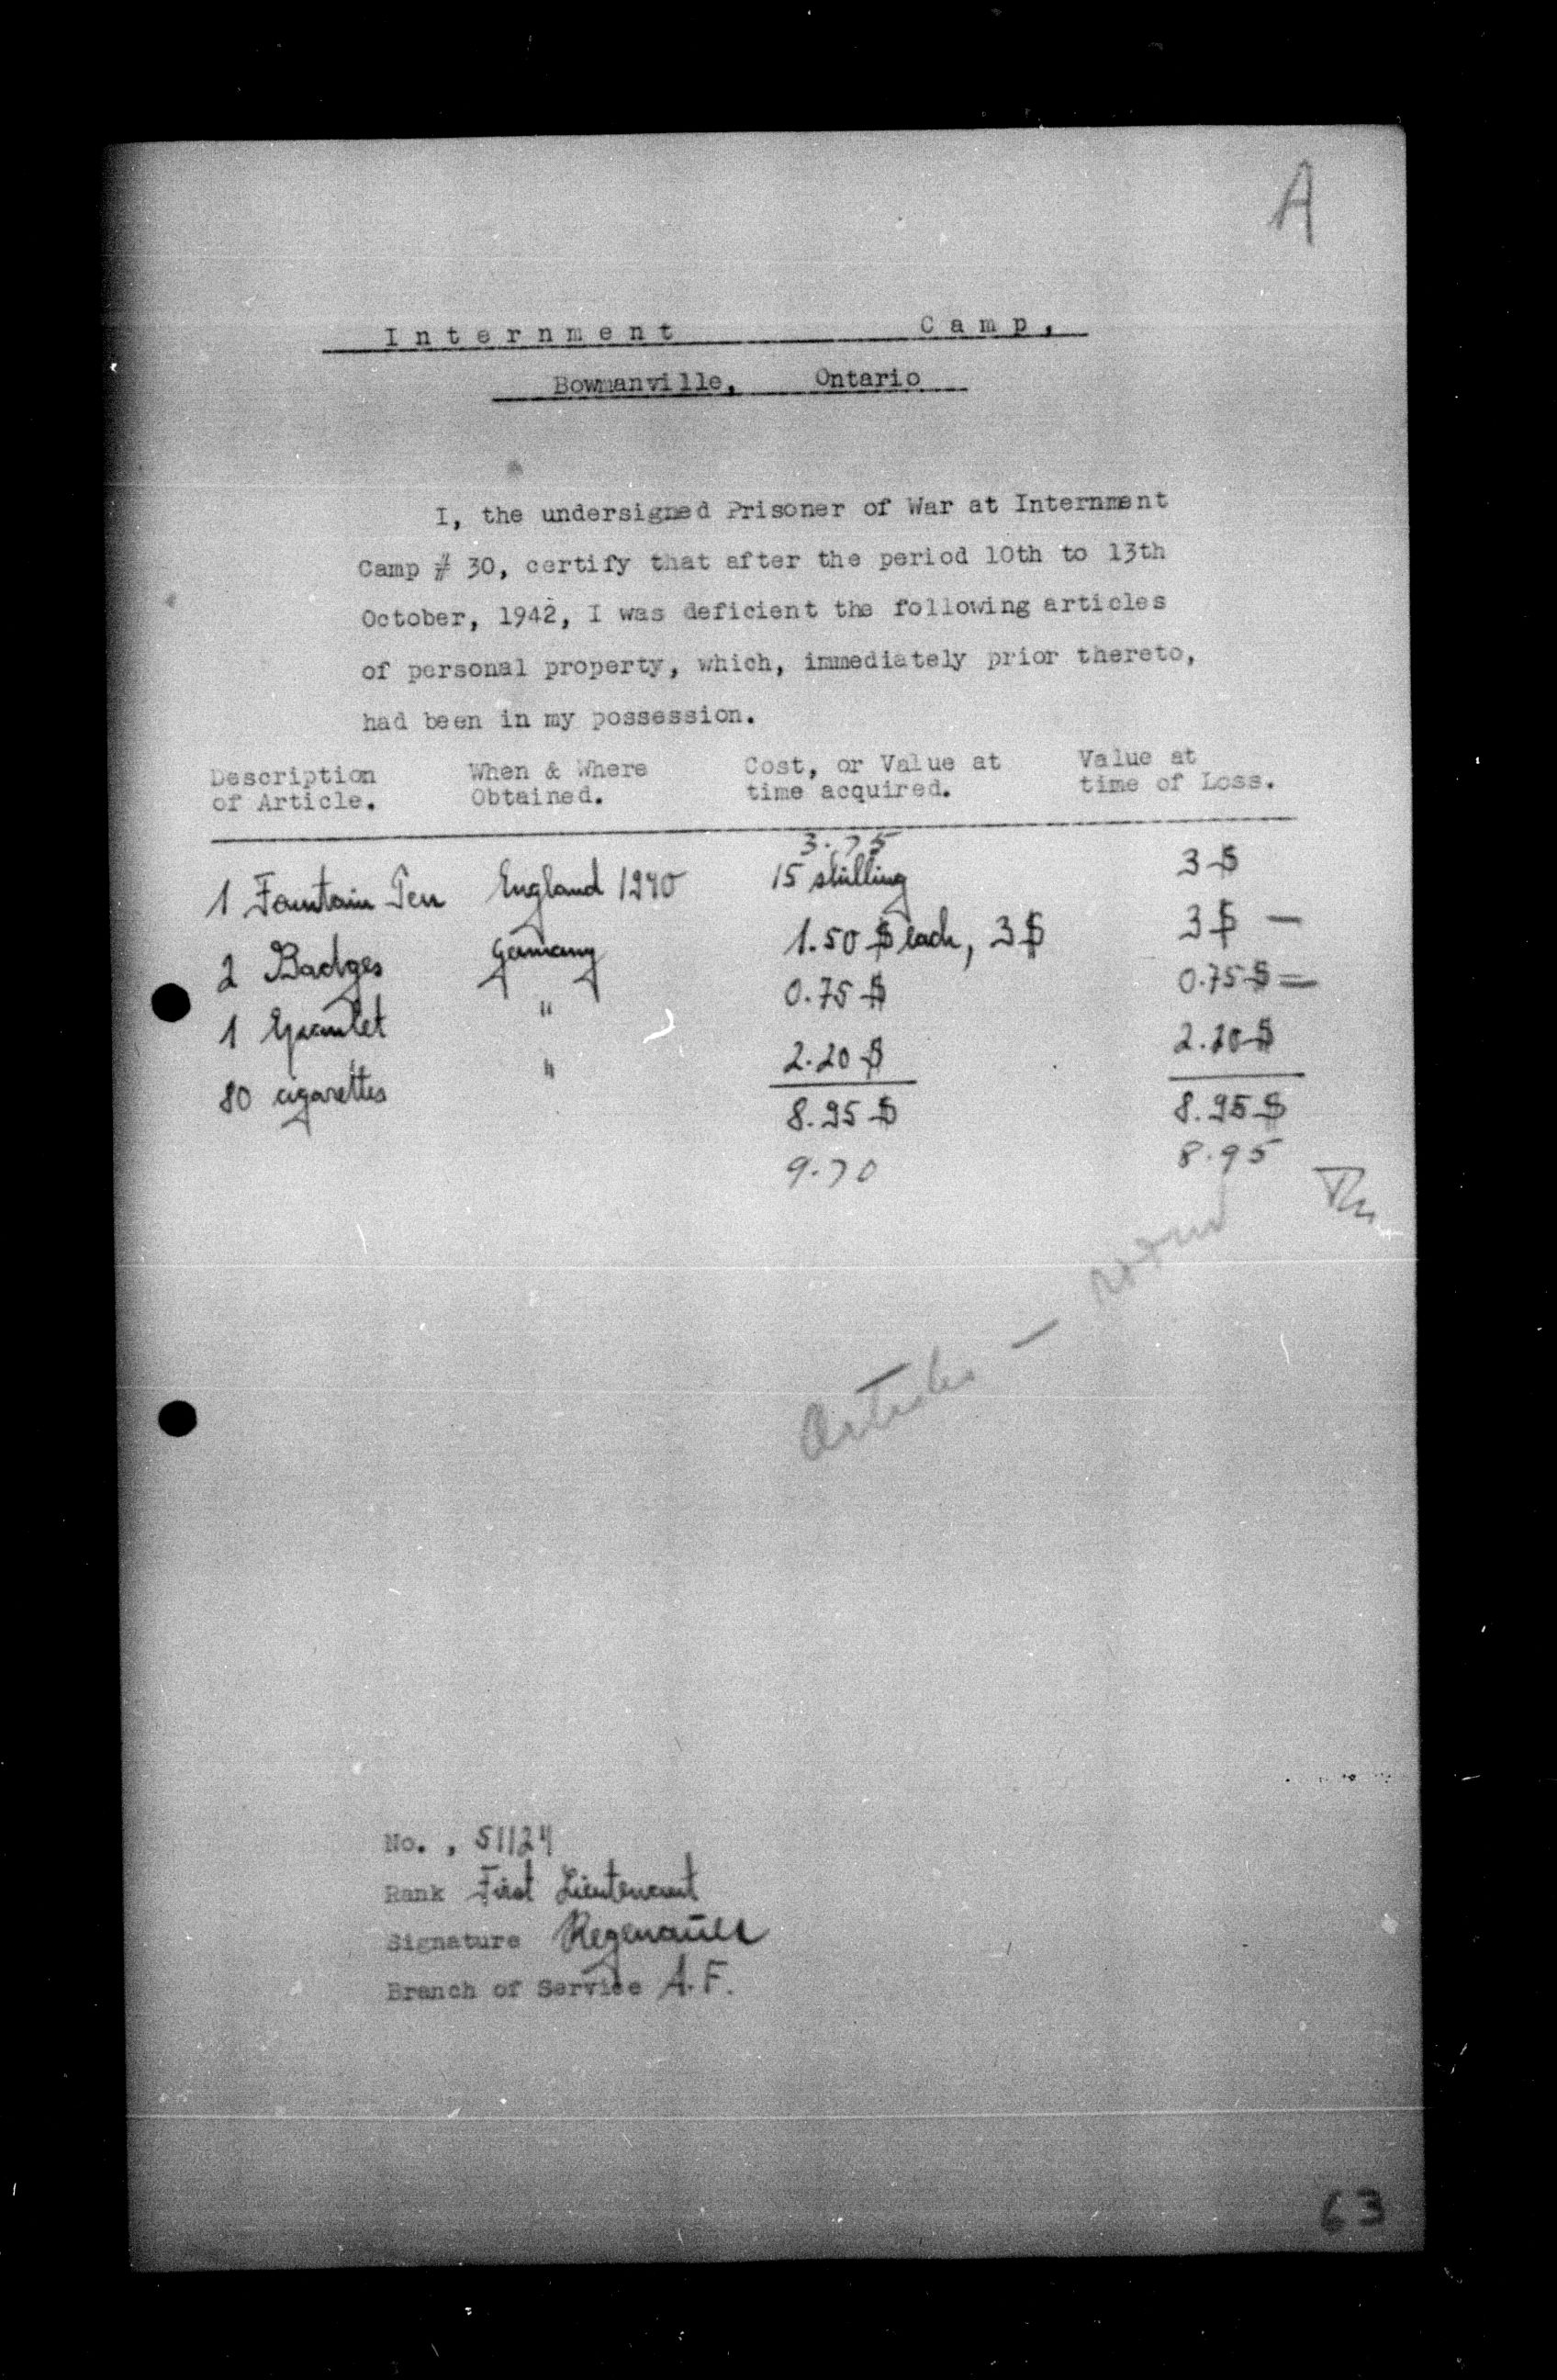 A
Internment Camp,
Bowmanville, Ontario
I, the undersigned Prisoner of War at Internment
Camp # 30, certify that after the period 10th to 13th
October, 1942, I was deficient the following articles
of personal property, which, immediately prior thereto,
had been in my possession.
Description of Article. When & Where Obtained. Cost, or Value at time acquired. Value at time of Loss.
3.75
1 Fountain Pen England 1940 15 shilling 3 $
2 Badges Germany 1.50 $ each, 3 $ 3 $ —
1 Epaulet " 0.75 $ 0.75 $ =
80 cigarettes " 2.20 $ 2.20 $
8.95 $ 8.95 $
9.70 8.95
Articles —
No. , 51124
Rank First Lieutenant
Signature Regenauer
Branch of Service A.F.
63